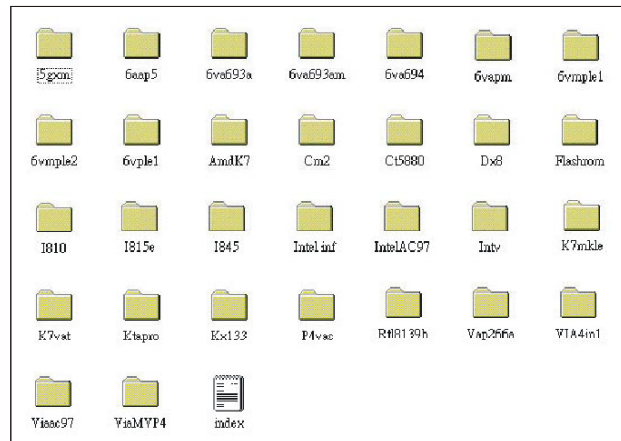 5gxm 6aap5 6va693a 6va693am 6va694 6vapm 6vmple1
6vmple2 6vple1 AmdK7 Cm2 Ct5880 Dx8 Flashrom
I810 I815e I845 Intel inf IntelAC97 Intv K7mkle
K7vat Ktapro Kx133 P4vac Rtl8139b Vap266a VIA4in1
Viaac97 ViaMVP4 index